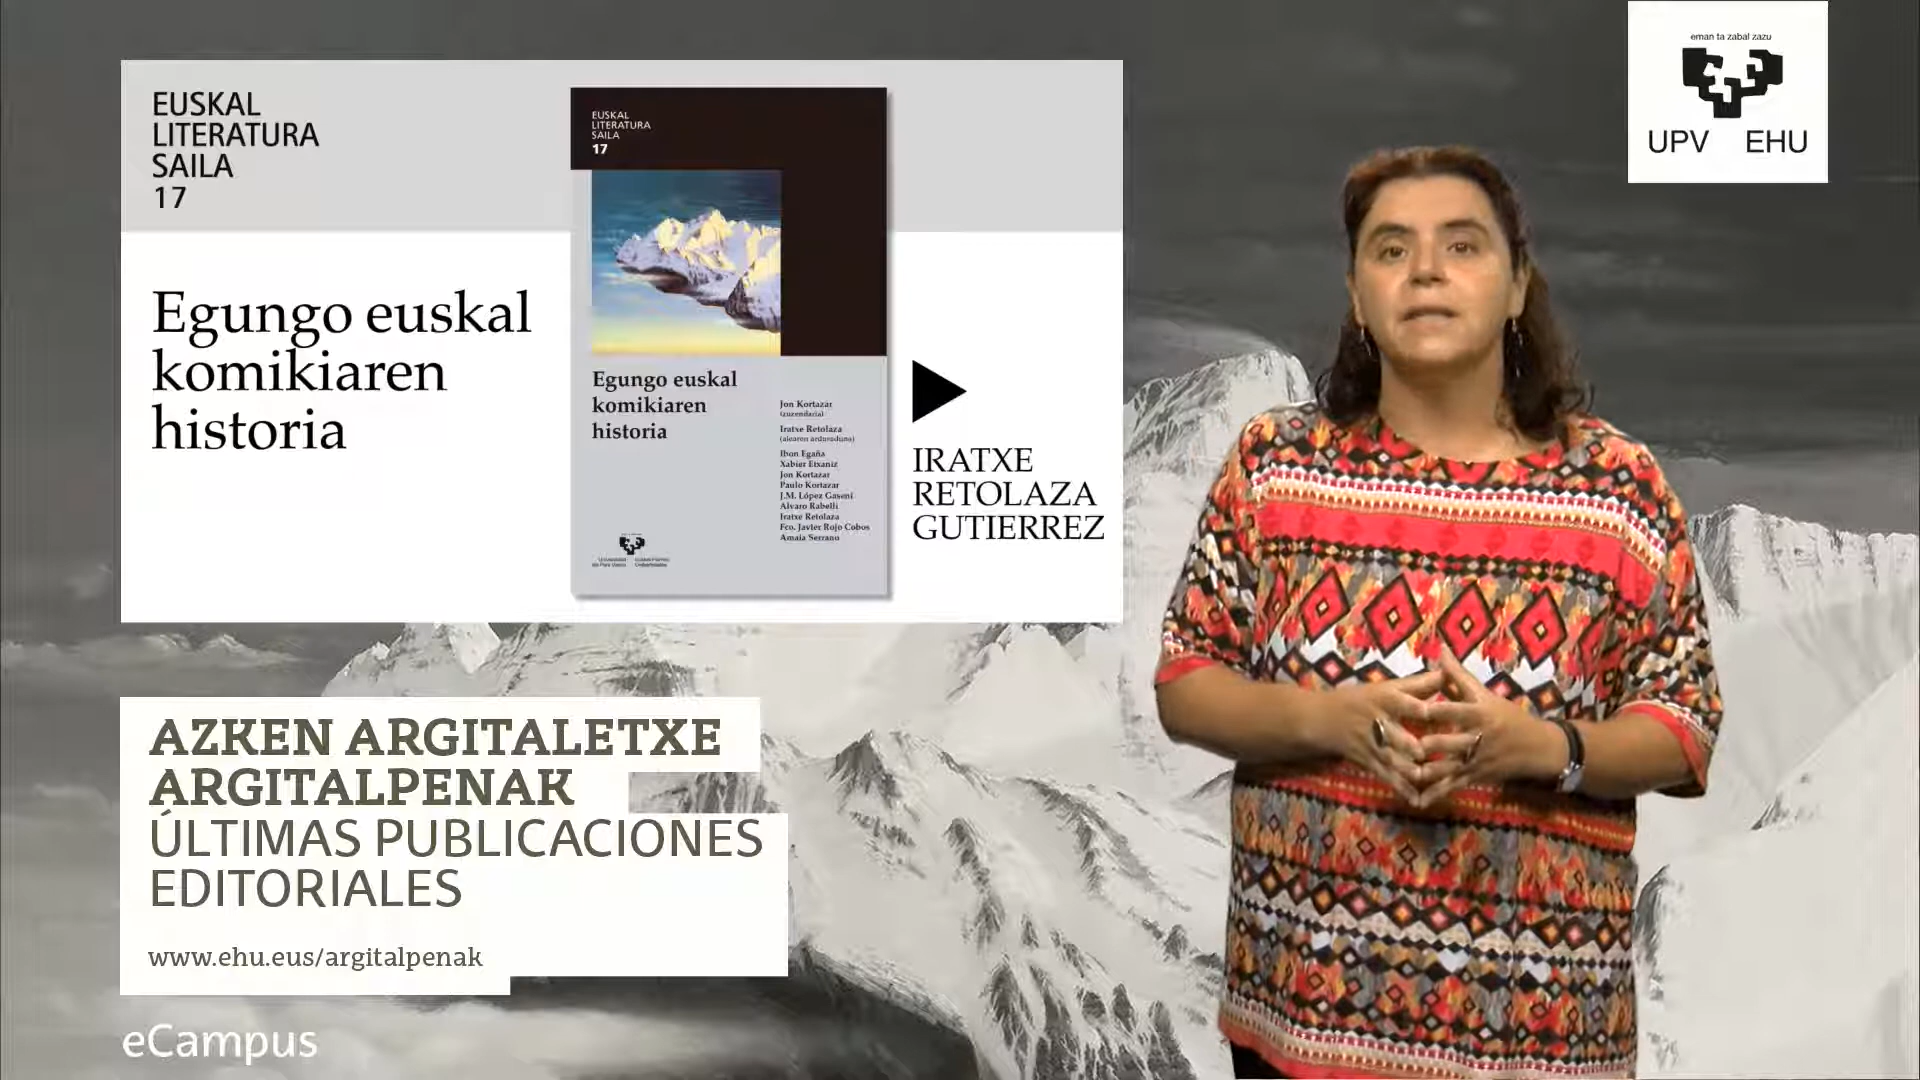 EUSKAL
LITERATURA
SAILA
17
Egungo euskal
komikiaren
historia
EUSKAL
LITERATURA
SAILA
17
Egungo euskal
komikiaren
historia
Jon Kortazar
(zuzendaria)
Iratxe Retolaza
(alearen arduraduna)
Ibon Egaña
Xabier Etxaniz
Jon Kortazar
Paulo Kortazar
J.M. López Gaseni
Alvaro Rabelli
Iratxe Retolaza
Fco. Javier Rojo Cobos
Amaia Serrano
IRATXE
RETOLAZA
GUTIERREZ
eman ta zabal zazu
UPV EHU
AZKEN ARGITALETXE
ARGITALPENAK
ÚLTIMAS PUBLICACIONES
EDITORIALES
www.ehu.eus/argitalpenak
eCampus